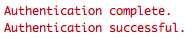 Authentication complete.
Authentication successful.